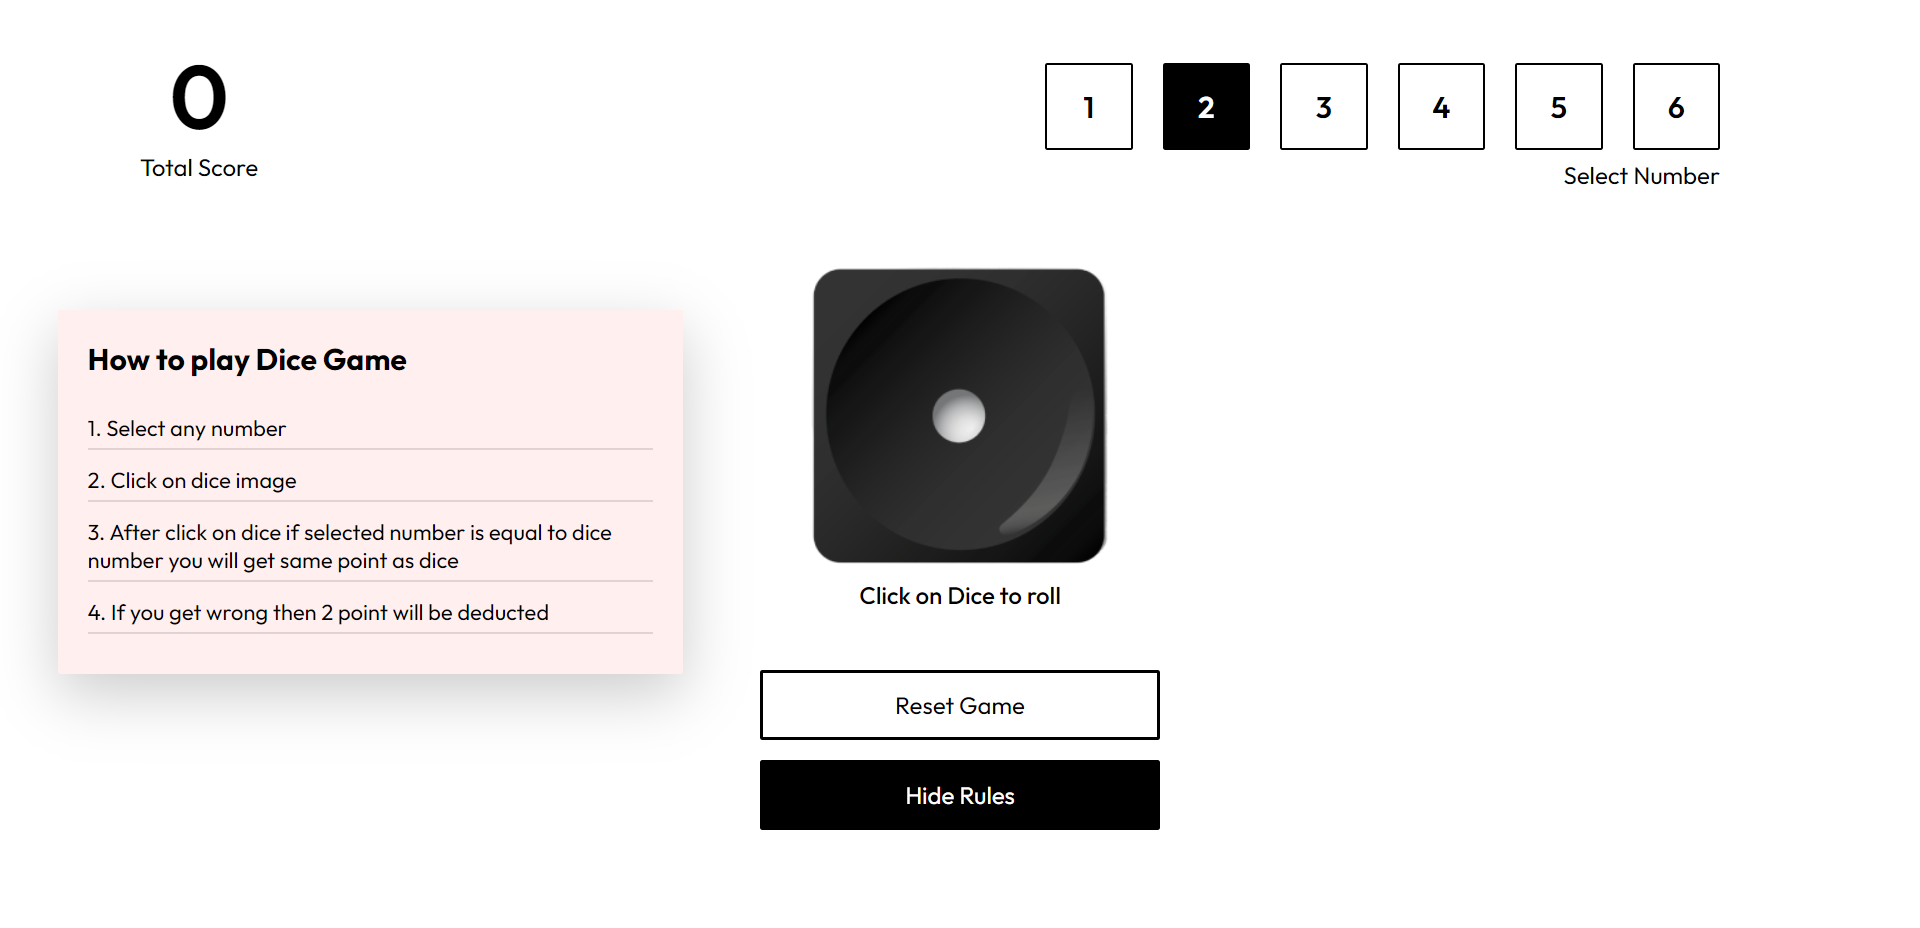 0
Total Score
1 2 3 4 5 6
Select Number
How to play Dice Game
1. Select any number
2. Click on dice image
3. After click on dice if selected number is equal to dice
number you will get same point as dice
4. If you get wrong then 2 point will be deducted
Click on Dice to roll
Reset Game
Hide Rules